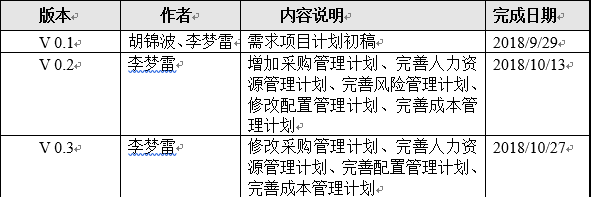 版本 作者 内容说明 完成日期
V 0.1 胡锦波、李梦雷 需求项目计划初稿 2018/9/29
V 0.2 李梦雷 增加采购管理计划、完善人力资 2018/10/13
源管理计划、完善风险管理计划、
修改配置管理计划、完善成本管
理计划
V 0.3 李梦雷 修改采购管理计划、完善人力资 2018/10/27
源管理计划、完善配置管理计划、
完善成本管理计划